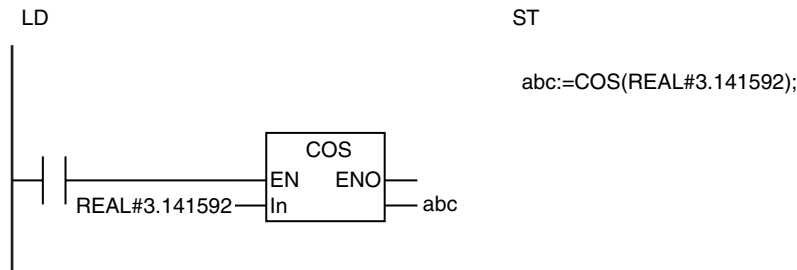 LD
ST
abc:=COS(REAL#3.141592);
COS
EN ENO
REAL#3.141592 In abc